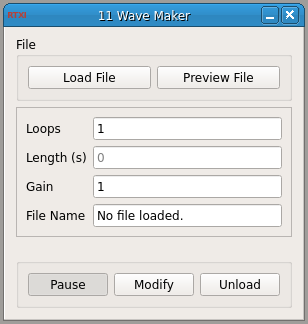 RTXI 11 Wave Maker
File
Load File Preview File
Loops 1
Length (s) 0
Gain 1
File Name No file loaded.
Pause Modify Unload